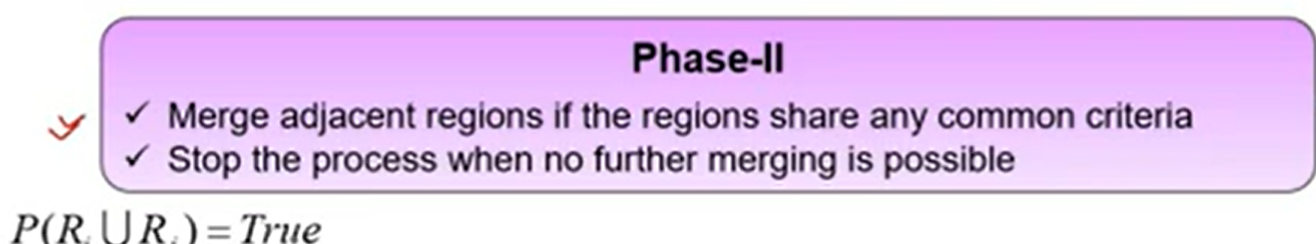 Phase-II
✓ Merge adjacent regions if the regions share any common criteria
✓ Stop the process when no further merging is possible
P(R ⋃ R ) = True